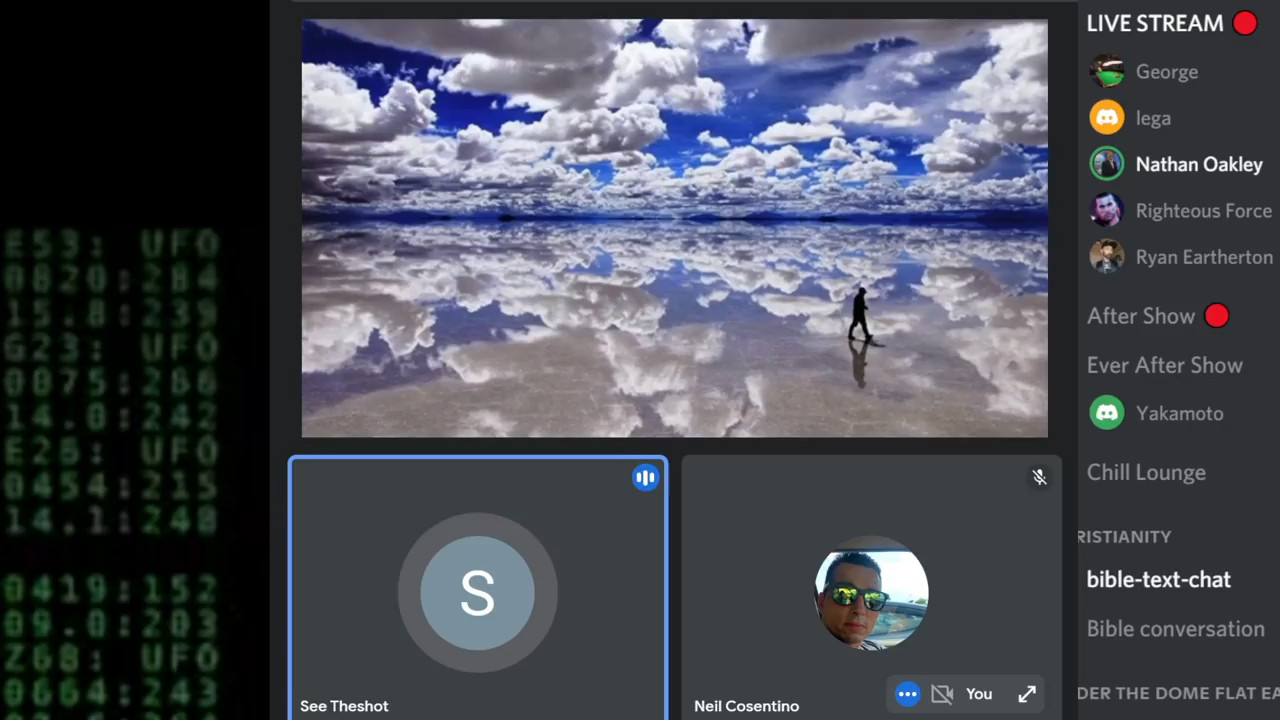 E53: UFO
0820:284
15.8:239
G23: UFO
0875:286
14.0:242
E26: UFO
0454:215
14.1:248
0419:152
09.0:203
Z68: UFO
0664:243
S
See Theshot
Neil Cosentino
You
LIVE STREAM
George
lega
Nathan Oakley
Righteous Force
Ryan Eartherton
After Show
Ever After Show
Yakamoto
Chill Lounge
RISTIANITY
bible-text-chat
Bible conversation
DER THE DOME FLAT EA